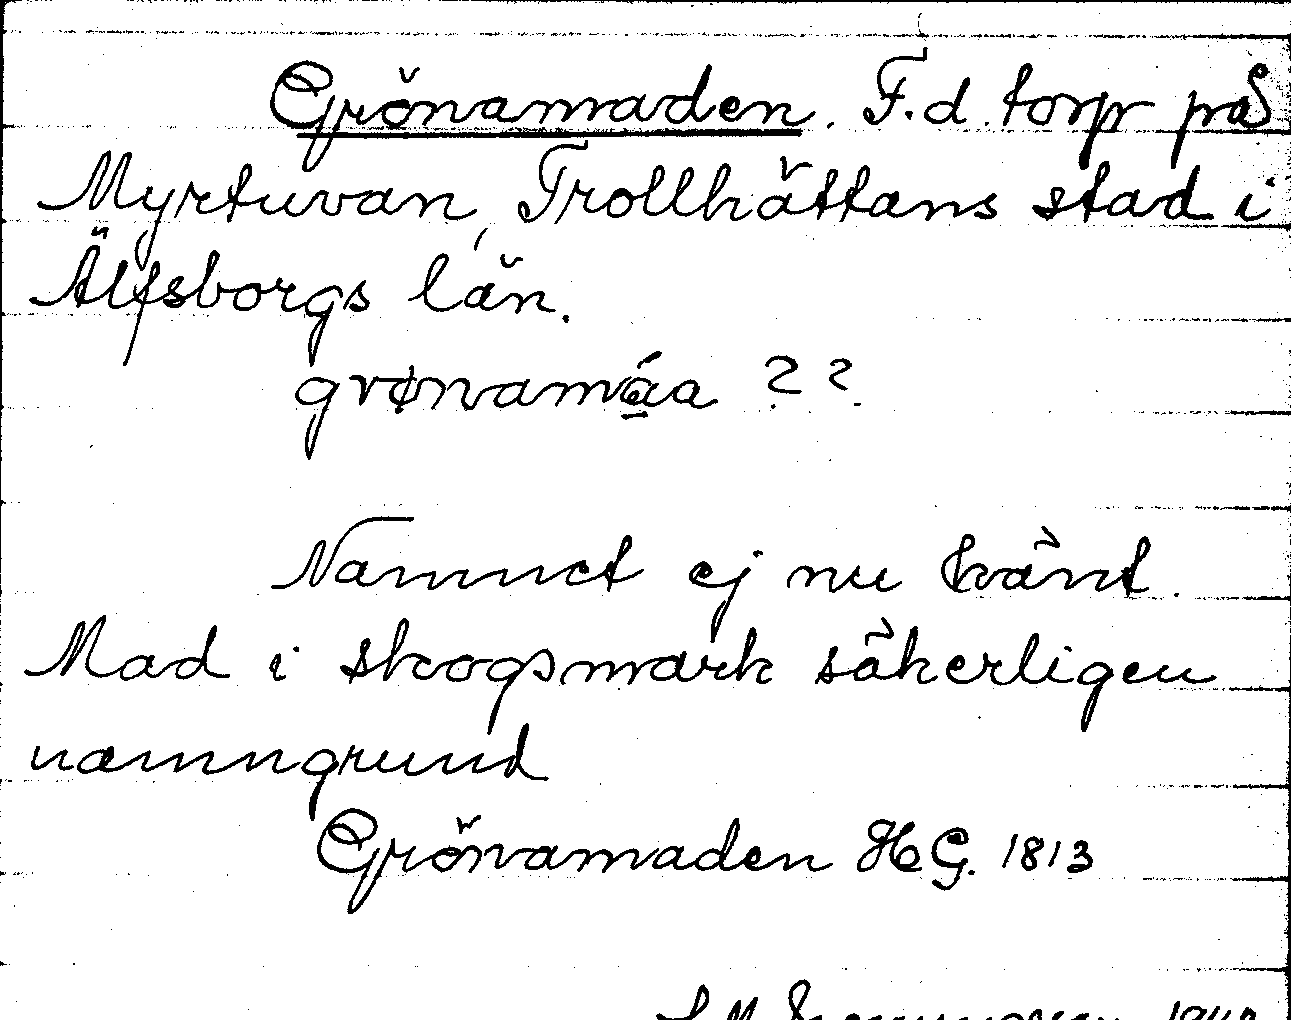 Grönamaden. F.d. torp på
Myrtuvan, Trollhättans stad i
Älfsborgs län.
grønamáa ??
Namnet ej nu känt.
Mad i skogsmark säkerligen
namngrund
Grönamaden HG. 1813